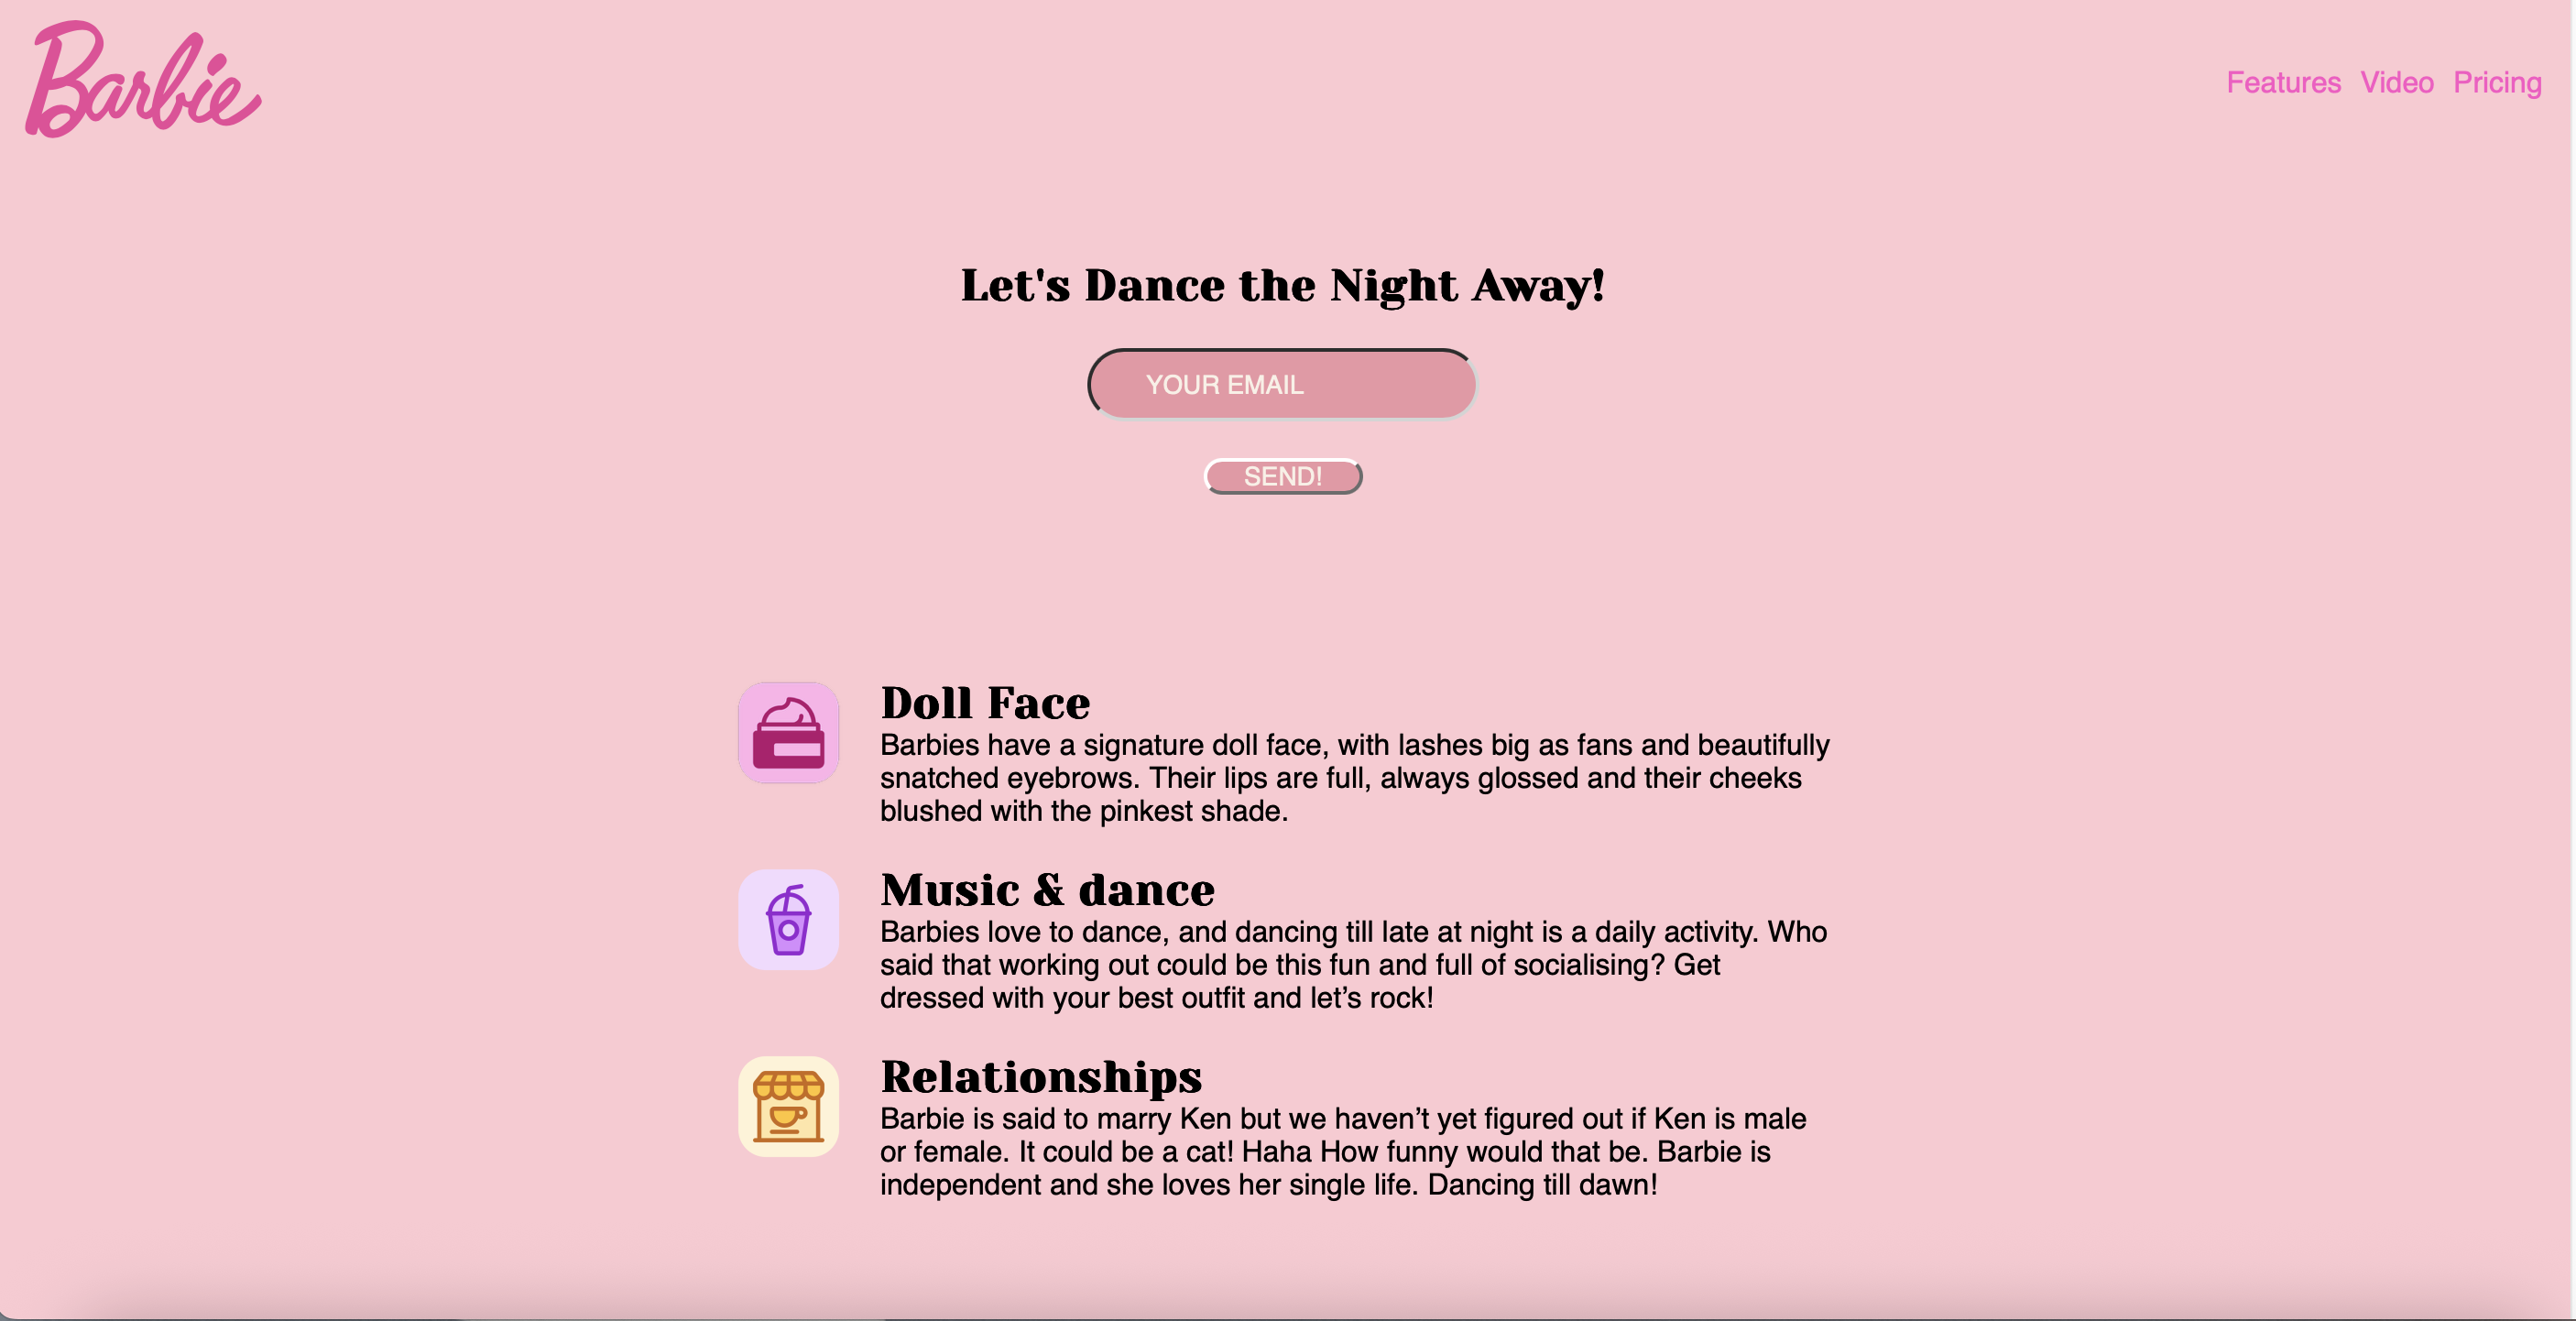 Barbie
Features Video Pricing
Let's Dance the Night Away!
YOUR EMAIL
SEND!
Doll Face
Barbies have a signature doll face, with lashes big as fans and beautifully
snatched eyebrows. Their lips are full, always glossed and their cheeks
blushed with the pinkest shade.
Music & dance
Barbies love to dance, and dancing till late at night is a daily activity. Who
said that working out could be this fun and full of socialising? Get
dressed with your best outfit and let’s rock!
Relationships
Barbie is said to marry Ken but we haven’t yet figured out if Ken is male
or female. It could be a cat! Haha How funny would that be. Barbie is
independent and she loves her single life. Dancing till dawn!